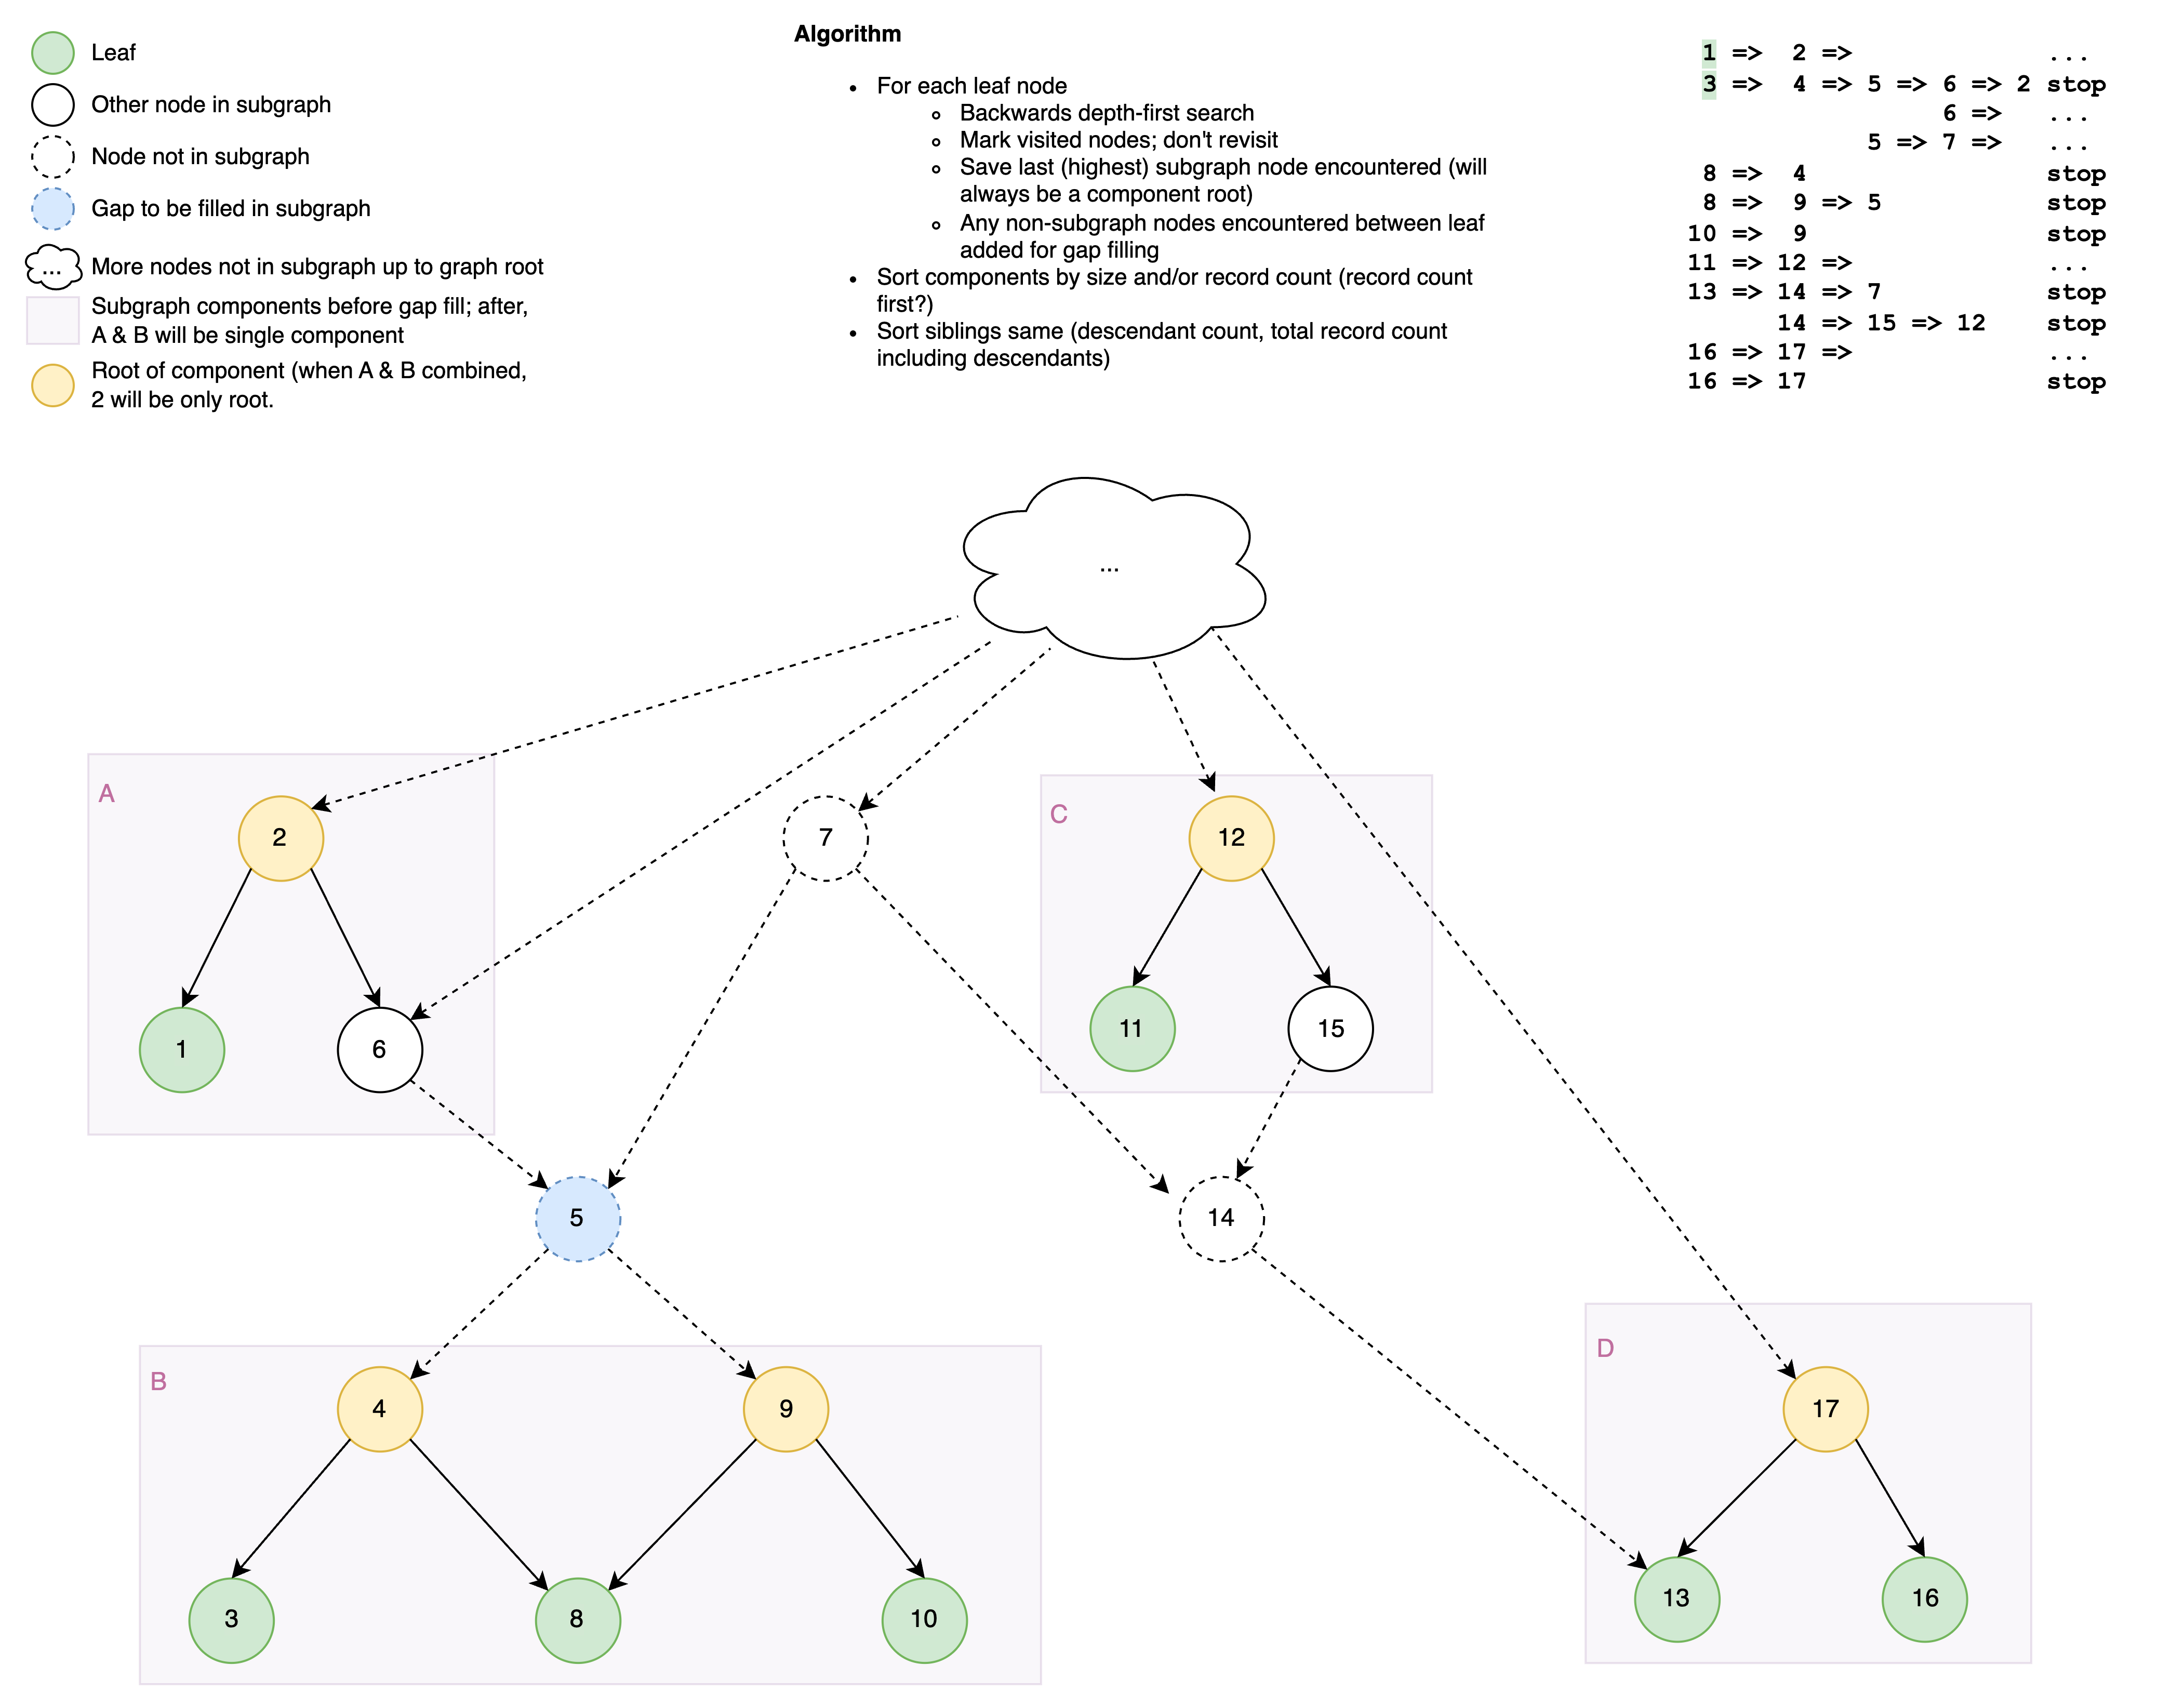 Leaf
Other node in subgraph
Node not in subgraph
Gap to be filled in subgraph
...
More nodes not in subgraph up to graph root
Subgraph components before gap fill; after,
A & B will be single component
Root of component (when A & B combined,
2 will be only root.
Algorithm
• For each leaf node
Backwards depth-first search
Mark visited nodes; don't revisit
Save last (highest) subgraph node encountered (will
always be a component root)
Any non-subgraph nodes encountered between leaf
added for gap filling
• Sort components by size and/or record count (record count
first?)
• Sort siblings same (descendant count, total record count
including descendants)
1 => 2 => ...
3 => 4 => 5 => 6 => 2 stop
6 => ...
5 => 7 => ...
8 => 4 stop
8 => 9 => 5 stop
10 => 9 stop
11 => 12 => ...
13 => 14 => 7 stop
14 => 15 => 12 stop
16 => 17 => ...
16 => 17 stop
...
A
2
7
C
12
1
6
11
15
5
14
B
4
9
D
17
3
8
10
13
16